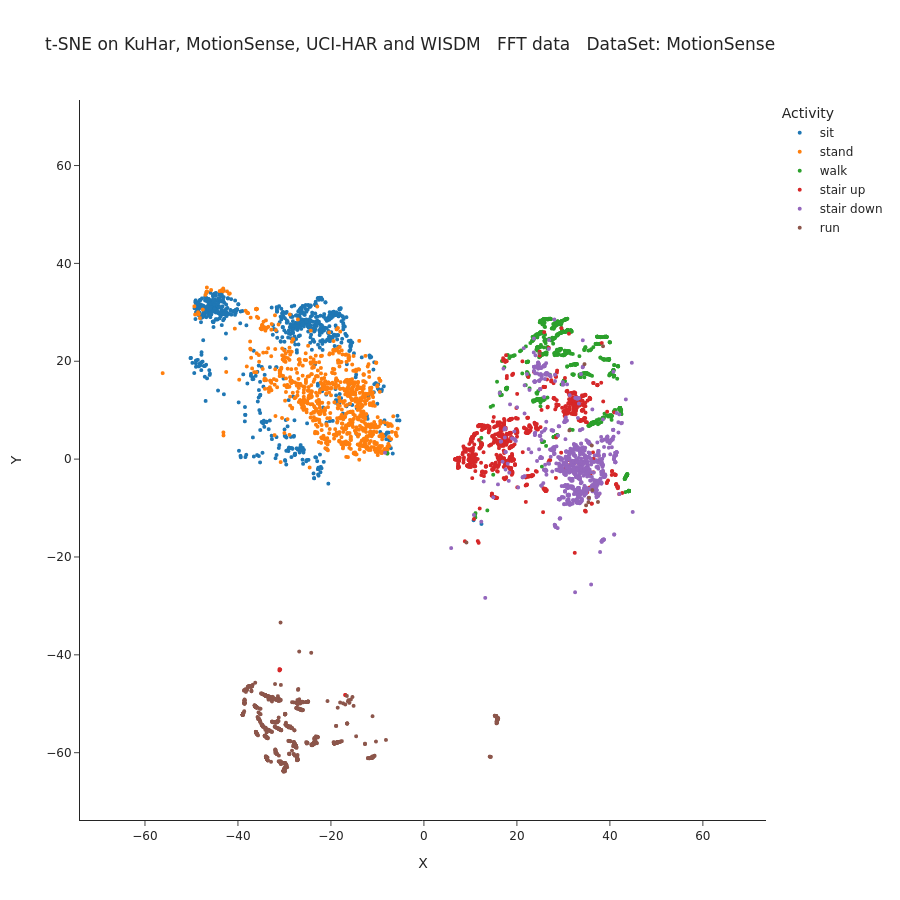 t-SNE on KuHar, MotionSense, UCI-HAR and WISDM   FFT data   DataSet: MotionSense
Activity
sit
stand
walk
stair up
stair down
run
60
40
20
0
−20
−40
−60
Y
−60 −40 −20 0 20 40 60
X